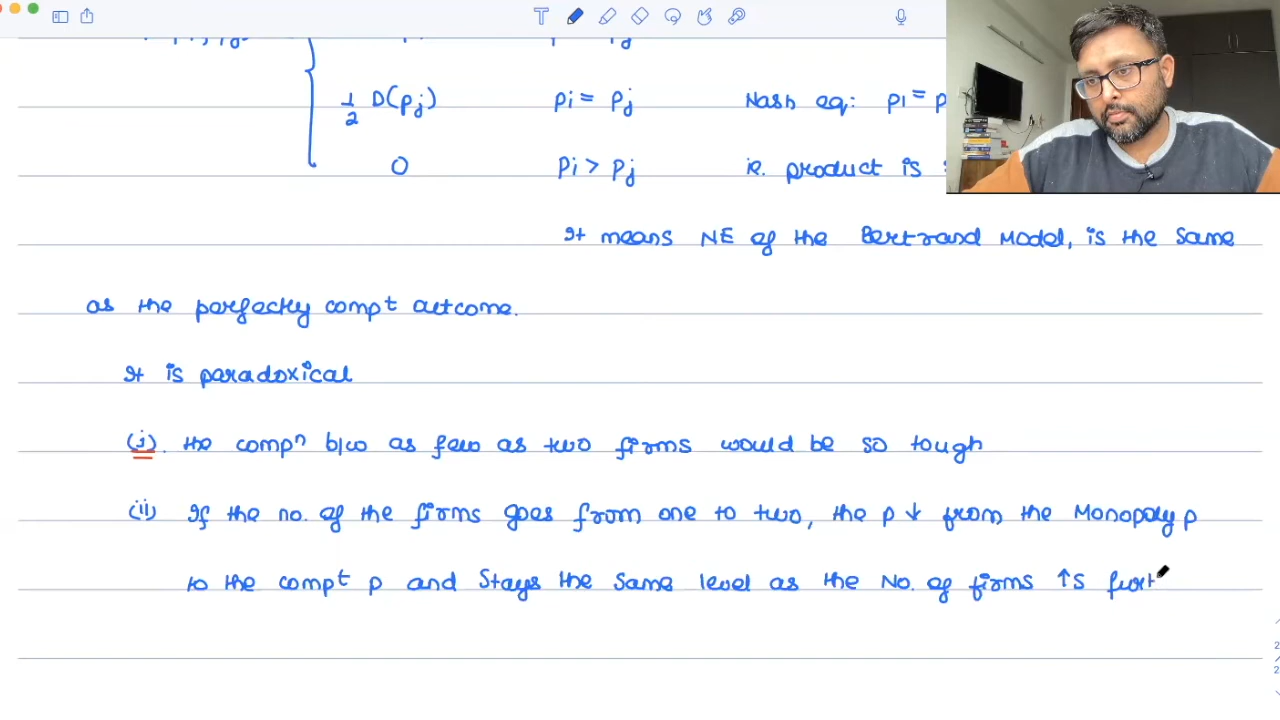 1/2 D(pj) pi = pj Nash eq: p1 = p
0 pi > pj ie. product is
It means NE of the Bertrand Model, is the same
as the perfectly compt outcome.
It is paradoxical
(i). the compⁿ b/w as few as two firms would be so tough
(ii) If the no. of the firms goes from one to two, the p ↓ from the Monopoly p
to the compt p and stays the same level as the No. of firms ↑s furt